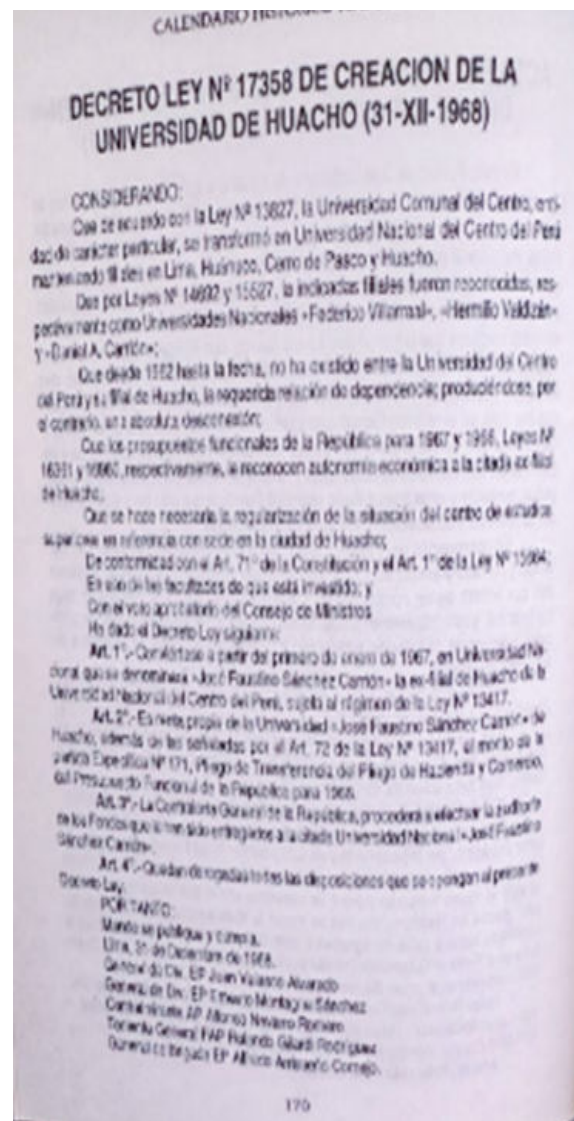 CALENDARIO
DECRETO LEY Nº 17358 DE CREACION DE LA
UNIVERSIDAD DE HUACHO (31-XII-1968)
CONSIDERANDO:
Que de acuerdo con la Ley Nº 13827, la Universidad Comunal del Centro, enti-
dad de carácter particular, se transformó en Universidad Nacional del Centro del Perú
manteniendo filiales en Lima, Huánuco, Cerro de Pasco y Huacho.
Que por Leyes Nº 14692 y 15527, la indicadas filiales fueron reconocidas, res-
pectivamente como Universidades Nacionales «Federico Villarreal», «Hermilio Valdizán»
y «Daniel A. Carrión»;
Que desde 1962 hasta la fecha, no ha existido entre la Universidad del Centro
del Perú y su filial de Huacho, la requerida relación de dependencia; produciéndose, por
el contrario, una absoluta desconexión;
Que los presupuestos funcionales de la República para 1967 y 1968, Leyes Nº
y respectivamente, le reconocen autonomía económica a la citada ex filial
de Huacho;
Que se hace necesaria la regularización de la situación del centro de estudios
superiores en referencia con sede en la ciudad de Huacho;
De conformidad con el Art. 71º de la Constitución y el Art. 1º de la Ley Nº
En uso de las facultades de que está investido; y
Con el voto aprobatorio del Consejo de Ministros
Ha dado el Decreto Ley siguiente:
Art. 1º.- Conviértase a partir del primero de enero de 1967, en Universidad Na-
cional que se denominará «José Faustino Sánchez Carrión» la ex-filial de Huacho de la
Universidad Nacional del Centro del Perú, sujeta al régimen de la Ley Nº 13417.
Art. 2º.- Es renta propia de la Universidad «José Faustino Sánchez Carrión» de
Huacho, además de las señaladas por el Art. 72 de la Ley Nº 13417, el monto de la
partida Específica Nº 171, Pliego de Transferencia del Pliego de Hacienda y Comercio,
del Presupuesto Funcional de la República para 1968.
Art. 3º.- La Contraloría General de la República, procederá a efectuar la auditoría
de los Fondos que han sido entregados a la citada Universidad Nacional «José Faustino
Sánchez Carrión».
Art. 4º.- Quedan derogadas todas las disposiciones que se opongan al presente
Decreto Ley.
POR TANTO:
Mando se publique y cumpla.
Lima, 31 de Diciembre de 1968.
General de Div. EP Juan Velasco Alvarado
General de Div. EP Ernesto Montagne Sánchez
Contralmirante AP Alfonso Navarro Romero
Teniente General FAP Rolando Gilardi Rodríguez
General de Brigada EP Alfredo Arrisueño Cornejo.
170